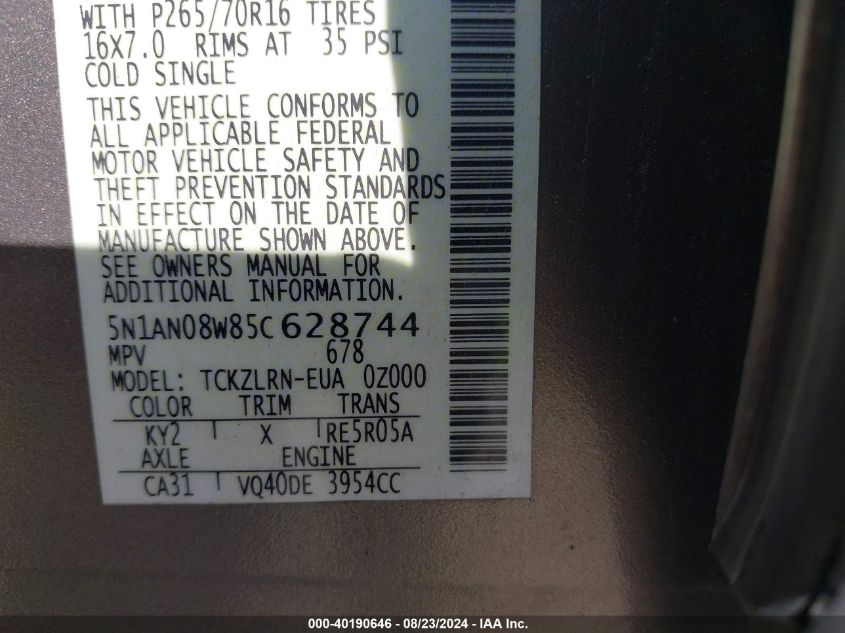 WITH P265/70R16 TIRES
16X7.0 RIMS AT 35 PSI
COLD SINGLE
THIS VEHICLE CONFORMS TO
ALL APPLICABLE FEDERAL
MOTOR VEHICLE SAFETY AND
THEFT PREVENTION STANDARDS
IN EFFECT ON THE DATE OF
MANUFACTURE SHOWN ABOVE.
SEE OWNERS MANUAL FOR
ADDITIONAL INFORMATION.
5N1AN08W85C628744
MPV 678
MODEL: TCKZLRN-EUA 0Z000
COLOR TRIM TRANS
KY2 X RE5R05A
AXLE ENGINE
CA31 VQ40DE 3954CC
000-40190646 / 08/23/2024 - IAA Inc.